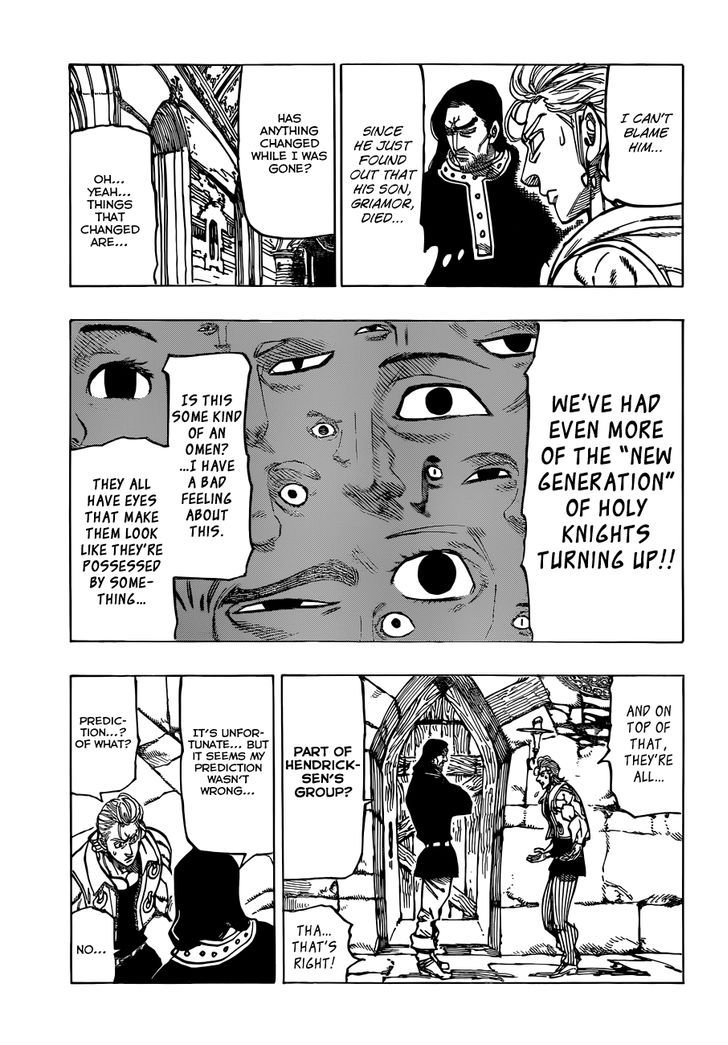 I CAN'T
BLAME
HIM...
SINCE
HE JUST
FOUND
OUT THAT
HIS SON,
GRIAMOR,
DIED...
HAS
ANYTHING
CHANGED
WHILE I WAS
GONE?
OH...
YEAH...
THINGS
THAT
CHANGED
ARE...
WE'VE HAD
EVEN MORE
OF THE "NEW
GENERATION"
OF HOLY
KNIGHTS
TURNING UP!!
IS THIS
SOME KIND
OF AN
OMEN?
...I HAVE
A BAD
FEELING
ABOUT
THIS.
THEY ALL
HAVE EYES
THAT MAKE
THEM LOOK
LIKE THEY'RE
POSSESSED
BY SOME-
THING...
AND ON
TOP OF
THAT,
THEY'RE
ALL...
PART OF
HENDRICK-
SEN'S
GROUP?
THA...
THAT'S
RIGHT!
IT'S UNFOR-
TUNATE... BUT
IT SEEMS MY
PREDICTION
WASN'T
WRONG...
PREDIC-
TION...?
OF WHAT?
NO...